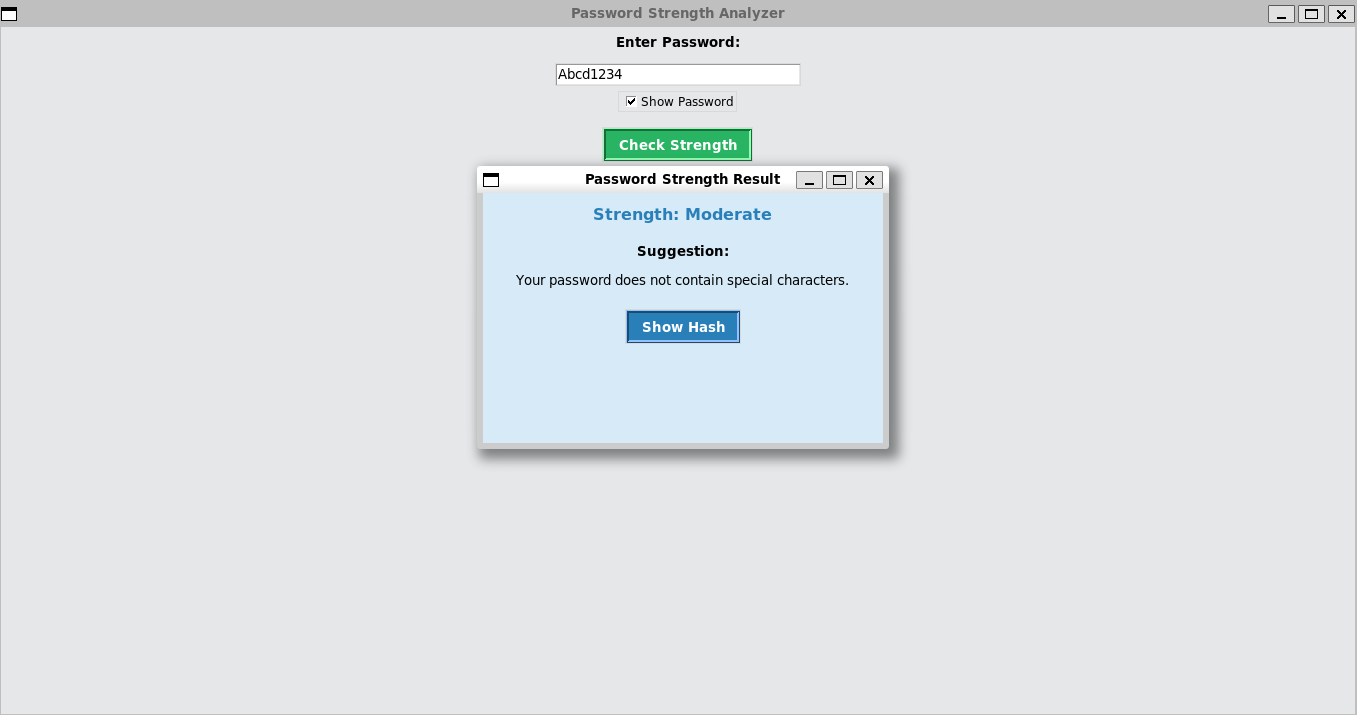 Password Strength Analyzer
Enter Password:
Abcd1234
Show Password
Check Strength
Password Strength Result
Strength: Moderate
Suggestion:
Your password does not contain special characters.
Show Hash